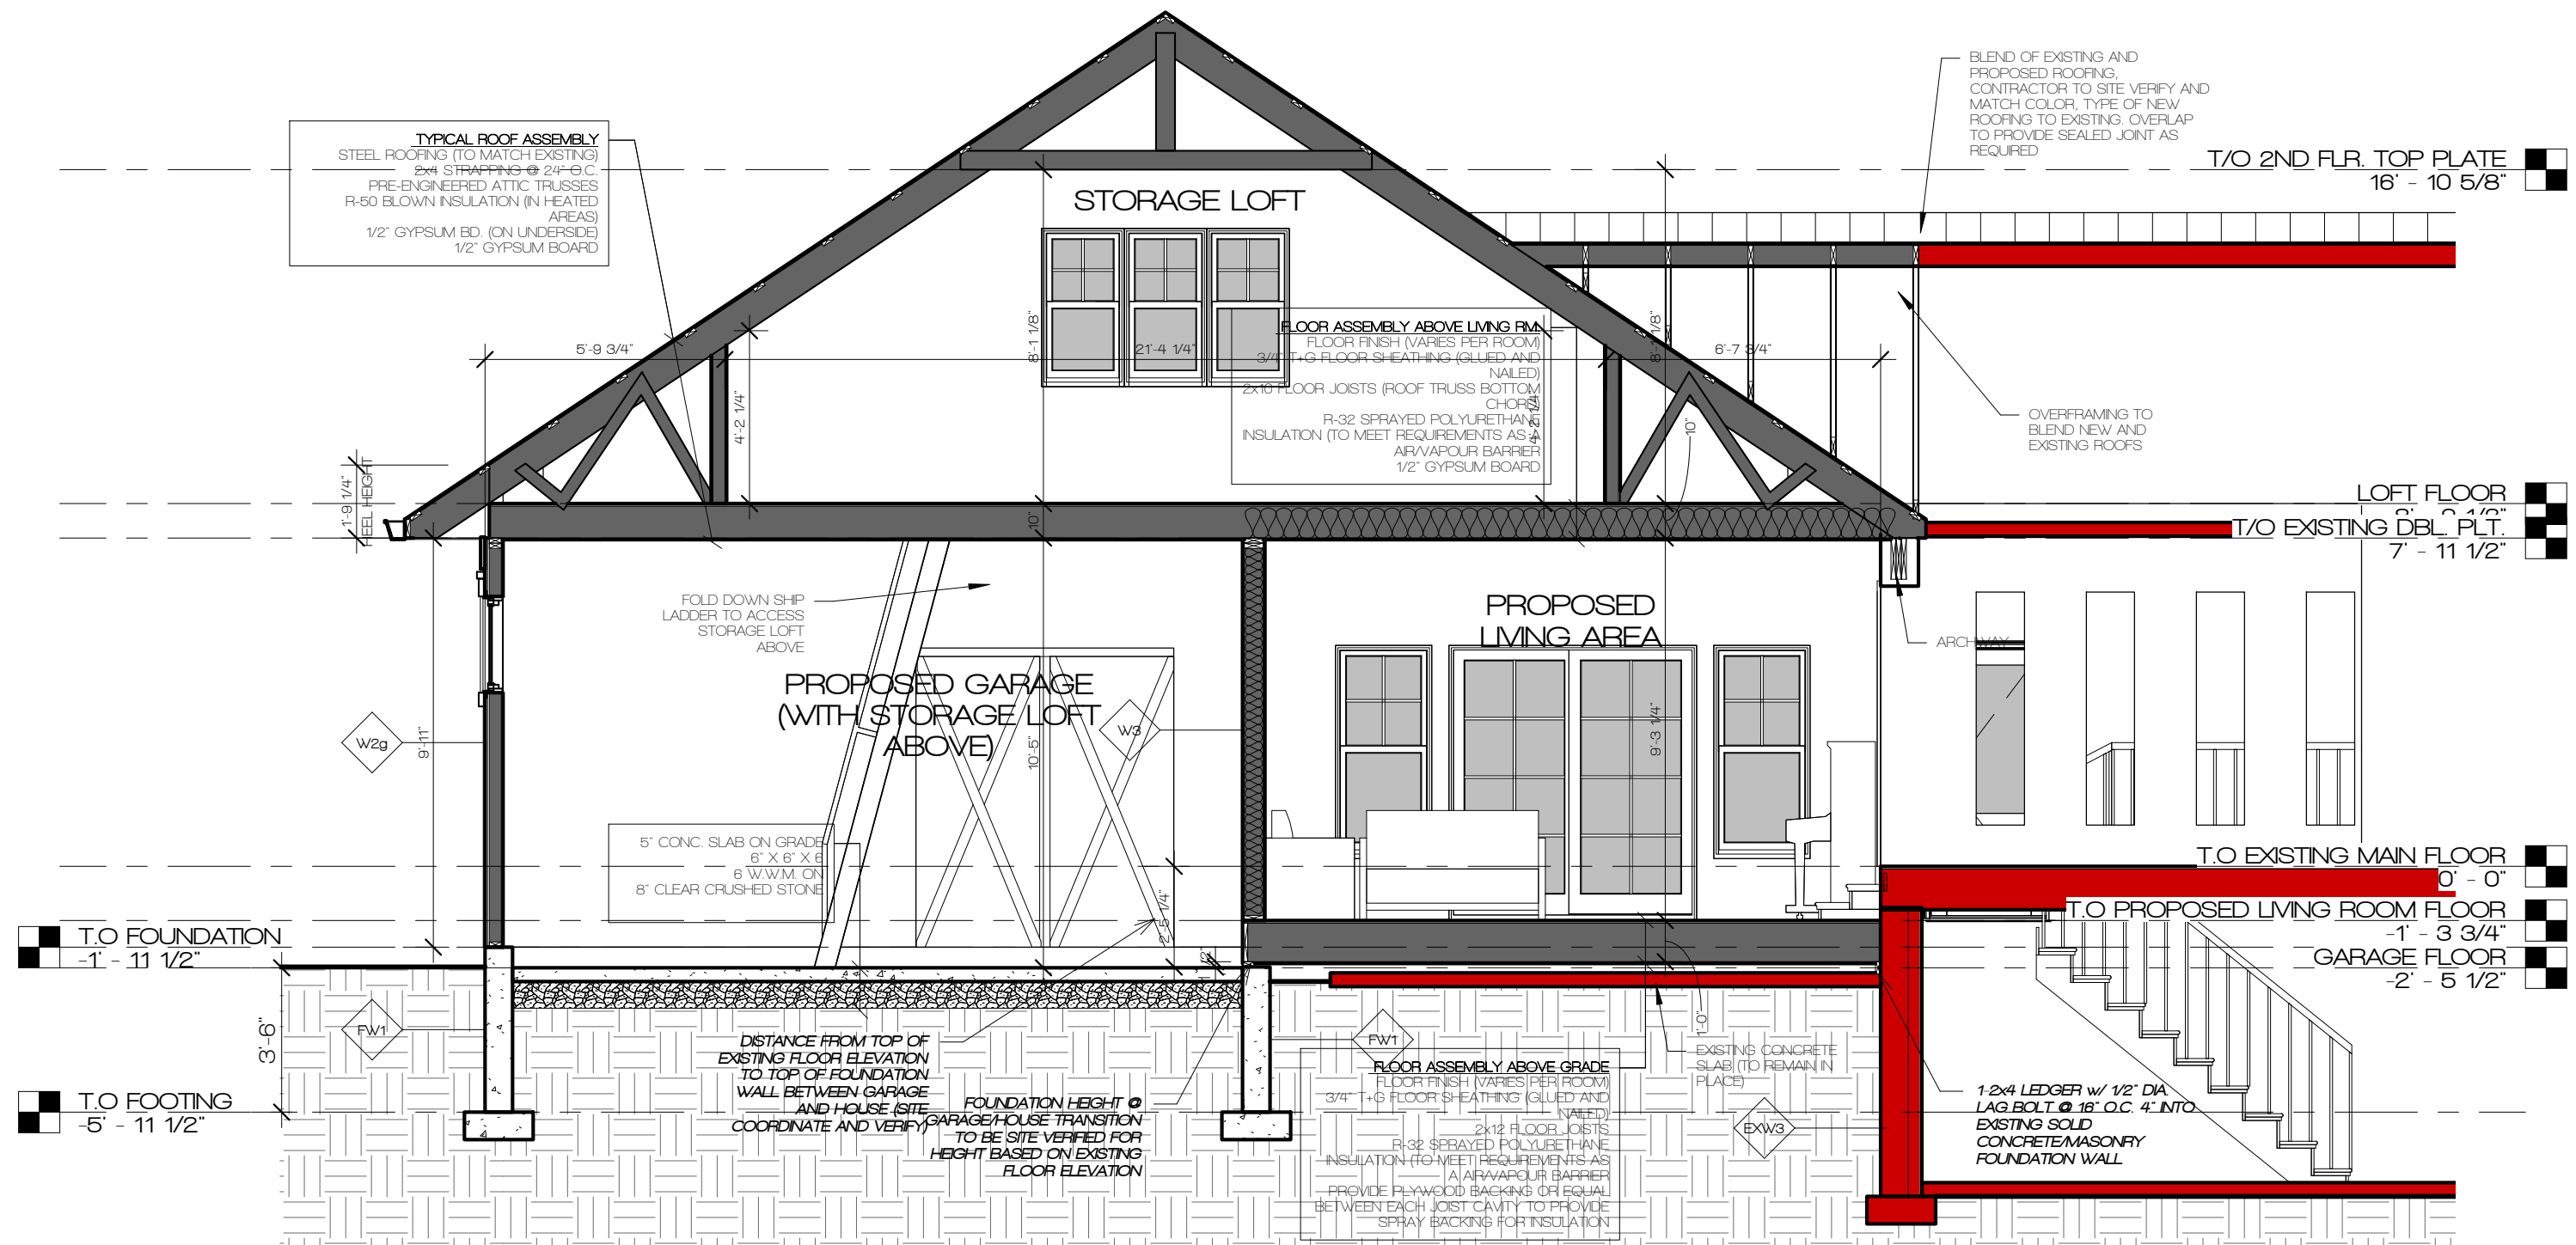 BLEND OF EXISTING AND
PROPOSED ROOFING,
CONTRACTOR TO SITE VERIFY AND
MATCH COLOR, TYPE OF NEW
ROOFING TO EXISTING. OVERLAP
TO PROVIDE SEALED JOINT AS
REQUIRED
TYPICAL ROOF ASSEMBLY
STEEL ROOFING (TO MATCH EXISTING)
2x4 STRAPPING @ 24" O.C.
PRE-ENGINEERED ATTIC TRUSSES
R-50 BLOWN INSULATION (IN HEATED
AREAS)
1/2" GYPSUM BD. (ON UNDERSIDE)
1/2" GYPSUM BOARD
T/O 2ND FLR. TOP PLATE
16' - 10 5/8"
STORAGE LOFT
5'-9 3/4"
8'-1 1/8"
21'-4 1/4"
8'-1 1/8"
6'-7 3/4"
FLOOR ASSEMBLY ABOVE LIVING RM.
FLOOR FINISH (VARIES PER ROOM)
3/4" T+G FLOOR SHEATHING (GLUED AND
NAILED)
2x10 FLOOR JOISTS (ROOF TRUSS BOTTOM
CHORD)
R-32 SPRAYED POLYURETHANE
INSULATION (TO MEET REQUIREMENTS AS A
AIR/VAPOUR BARRIER
1/2" GYPSUM BOARD
4'-2 1/4"
4'-2 1/4"
10"
OVERFRAMING TO
BLEND NEW AND
EXISTING ROOFS
1'-9 1/4"
HEEL HEIGHT
10"
LOFT FLOOR
T/O EXISTING DBL. PLT.
7' - 11 1/2"
FOLD DOWN SHIP
LADDER TO ACCESS
STORAGE LOFT
ABOVE
PROPOSED
LIVING AREA
ARCHWAY
PROPOSED GARAGE
(WITH STORAGE LOFT
ABOVE)
W2g
9'-11"
10'-5"
W3
9'-3 1/4"
5" CONC. SLAB ON GRADE
6" X 6" X 6
6 W.W.M. ON
8" CLEAR CRUSHED STONE
2'-5 1/4"
T.O EXISTING MAIN FLOOR
0' - 0"
T.O PROPOSED LIVING ROOM FLOOR
-1' - 3 3/4"
GARAGE FLOOR
-2' - 5 1/2"
T.O FOUNDATION
-1' - 11 1/2"
3'-6"
FW1
T.O FOOTING
-5' - 11 1/2"
DISTANCE FROM TOP OF
EXISTING FLOOR ELEVATION
TO TOP OF FOUNDATION
WALL BETWEEN GARAGE
AND HOUSE (SITE
COORDINATE AND VERIFY)
FOUNDATION HEIGHT @
GARAGE/HOUSE TRANSITION
TO BE SITE VERIFIED FOR
HEIGHT BASED ON EXISTING
FLOOR ELEVATION
FW1
1'-0"
FLOOR ASSEMBLY ABOVE GRADE
FLOOR FINISH (VARIES PER ROOM)
3/4" T+G FLOOR SHEATHING (GLUED AND
NAILED)
2x12 FLOOR JOISTS
R-32 SPRAYED POLYURETHANE
INSULATION (TO MEET REQUIREMENTS AS
A AIR/VAPOUR BARRIER
PROVIDE PLYWOOD BACKING OR EQUAL
BETWEEN EACH JOIST CAVITY TO PROVIDE
SPRAY BACKING FOR INSULATION
EXISTING CONCRETE
SLAB (TO REMAIN IN
PLACE)
EXW3
1-2x4 LEDGER w/ 1/2" DIA.
LAG BOLT @ 16" O.C. 4" INTO
EXISTING SOLID
CONCRETE/MASONRY
FOUNDATION WALL